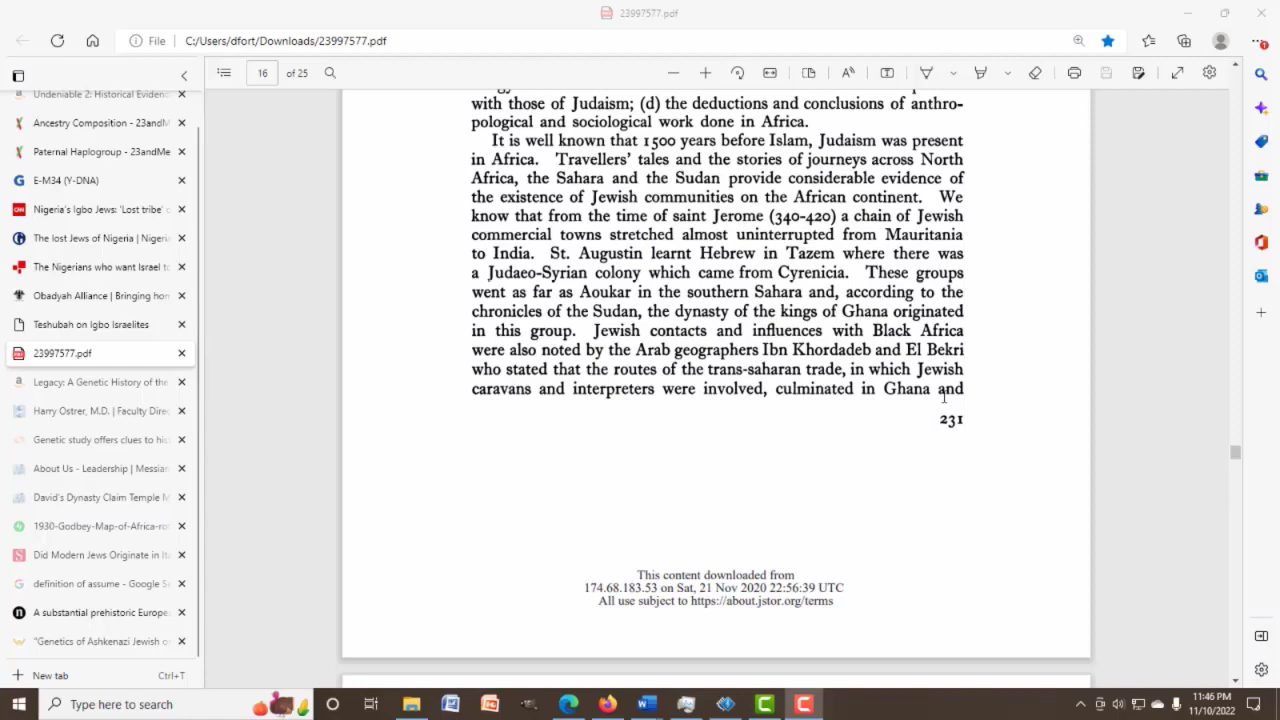 23997577.pdf
File
C:/Users/dfort/Downloads/23997577.pdf
16
of 25
Undeniable 2: Historical Eviden
Ancestry Composition - 23andM
Paternal Haplogroup - 23andMe
E-M34 (Y-DNA)
Nigeria's Igbo Jews: 'Lost tribe'
The lost Jews of Nigeria | Nigeri
The Nigerians who want Israel to
Obadyah Alliance | Bringing hom
Teshubah on Igbo Israelites
23997577.pdf
Legacy: A Genetic History of the
Harry Ostrer, M.D. | Faculty Dire
Genetic study offers clues to his
About Us - Leadership | Messian
David's Dynasty Claim Temple M
1930-Godbey-Map-of-Africa-ro
Did Modern Jews Originate in Ita
definition of assume - Google Se
A substantial prehistoric Europe
"Genetics of Ashkenazi Jewish o
New tab
Ctrl+T
with those of Judaism; (d) the deductions and conclusions of anthro-
pological and sociological work done in Africa.
It is well known that 1500 years before Islam, Judaism was present
in Africa. Travellers' tales and the stories of journeys across North
Africa, the Sahara and the Sudan provide considerable evidence of
the existence of Jewish communities on the African continent. We
know that from the time of saint Jerome (340-420) a chain of Jewish
commercial towns stretched almost uninterrupted from Mauritania
to India. St. Augustin learnt Hebrew in Tazem where there was
a Judaeo-Syrian colony which came from Cyrenicia. These groups
went as far as Aoukar in the southern Sahara and, according to the
chronicles of the Sudan, the dynasty of the kings of Ghana originated
in this group. Jewish contacts and influences with Black Africa
were also noted by the Arab geographers Ibn Khordadeb and El Bekri
who stated that the routes of the trans-saharan trade, in which Jewish
caravans and interpreters were involved, culminated in Ghana and
231
This content downloaded from
174.68.183.53 on Sat, 21 Nov 2020 22:56:39 UTC
All use subject to https://about.jstor.org/terms
Type here to search
11:46 PM
11/10/2022